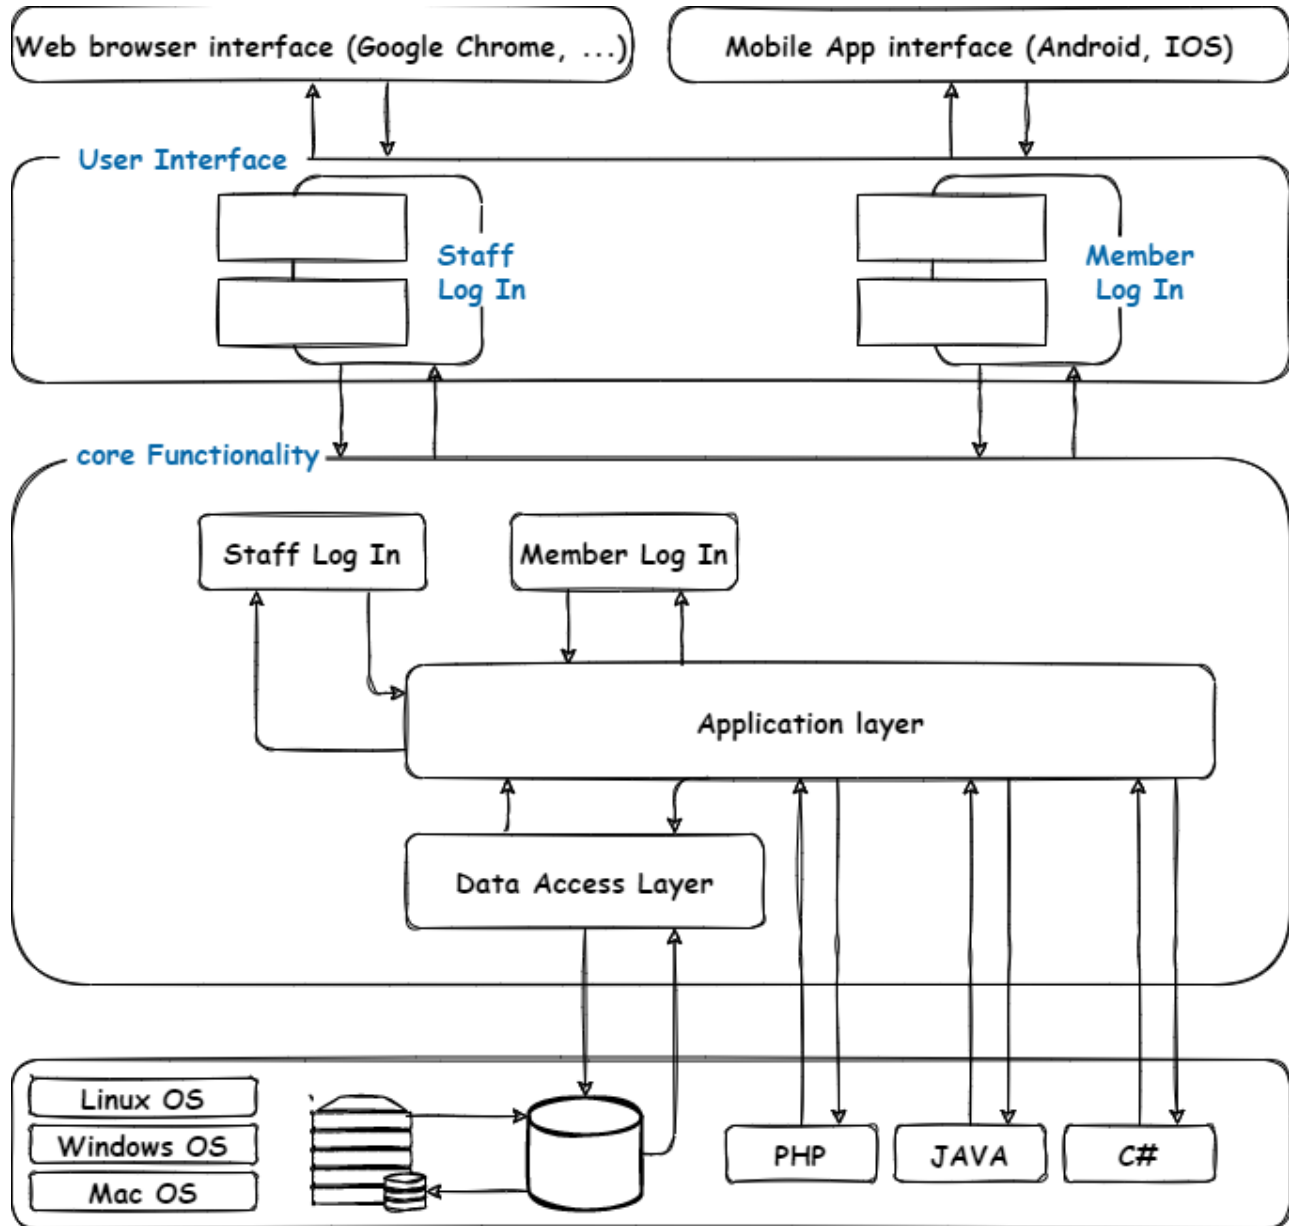 Web browser interface (Google Chrome, ...)
Mobile App interface (Android, IOS)
User Interface
Staff
Log In
Member
Log In
core Functionality
Staff Log In
Member Log In
Application layer
Data Access Layer
Linux OS
Windows OS
Mac OS
PHP
JAVA
C#